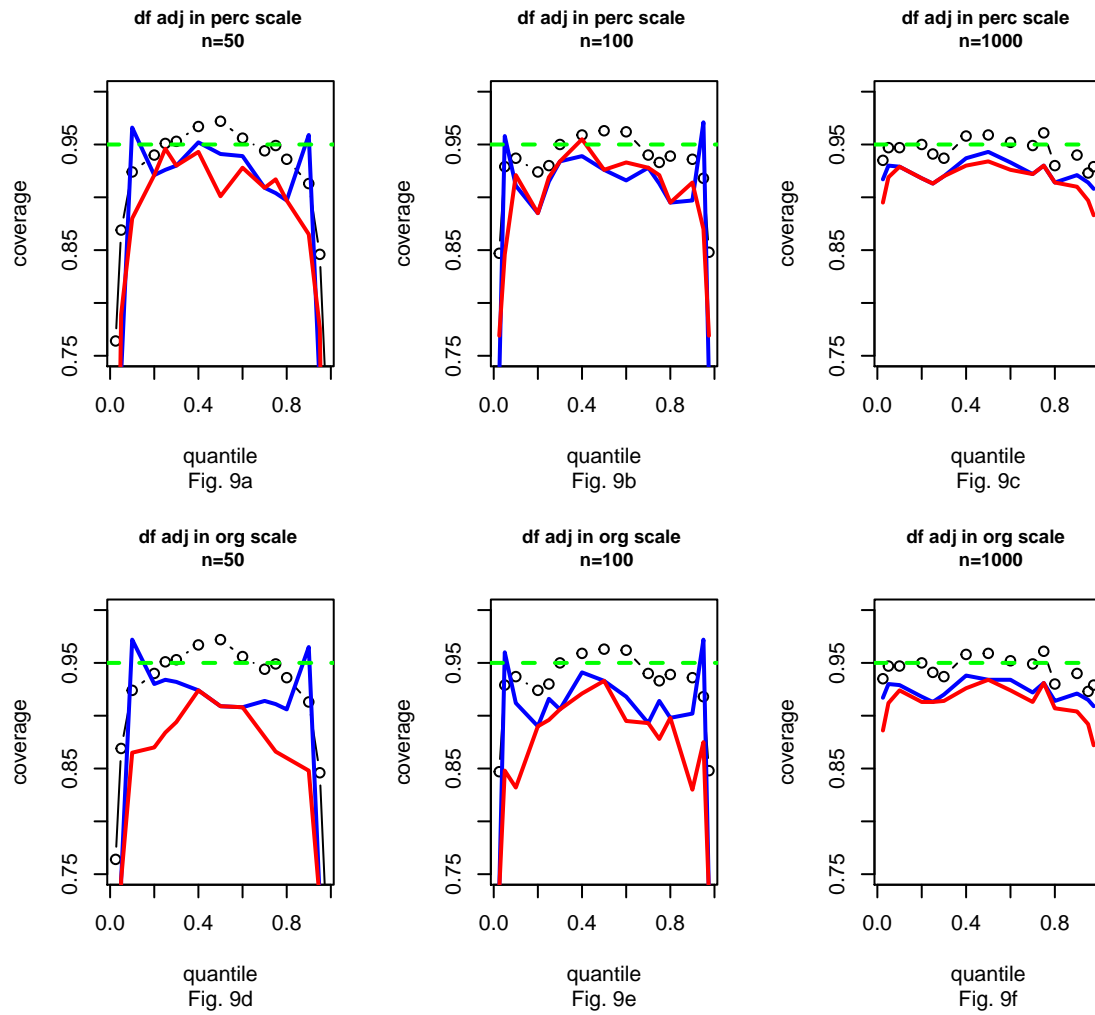 df adj in perc scale
n=50
0.95
0.85
0.75
coverage
0.0 0.4 0.8
quantile
Fig. 9a
df adj in perc scale
n=100
0.95
0.85
0.75
coverage
0.0 0.4 0.8
quantile
Fig. 9b
df adj in perc scale
n=1000
0.95
0.85
0.75
coverage
0.0 0.4 0.8
quantile
Fig. 9c
df adj in org scale
n=50
0.95
0.85
0.75
coverage
0.0 0.4 0.8
quantile
Fig. 9d
df adj in org scale
n=100
0.95
0.85
0.75
coverage
0.0 0.4 0.8
quantile
Fig. 9e
df adj in org scale
n=1000
0.95
0.85
0.75
coverage
0.0 0.4 0.8
quantile
Fig. 9f